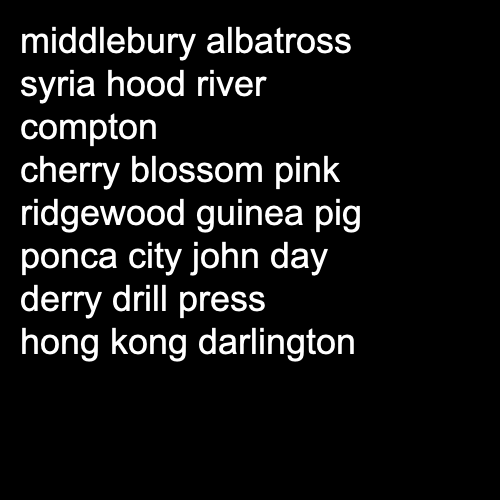 middlebury albatross
syria hood river
compton
cherry blossom pink
ridgewood guinea pig
ponca city john day
derry drill press
hong kong darlington